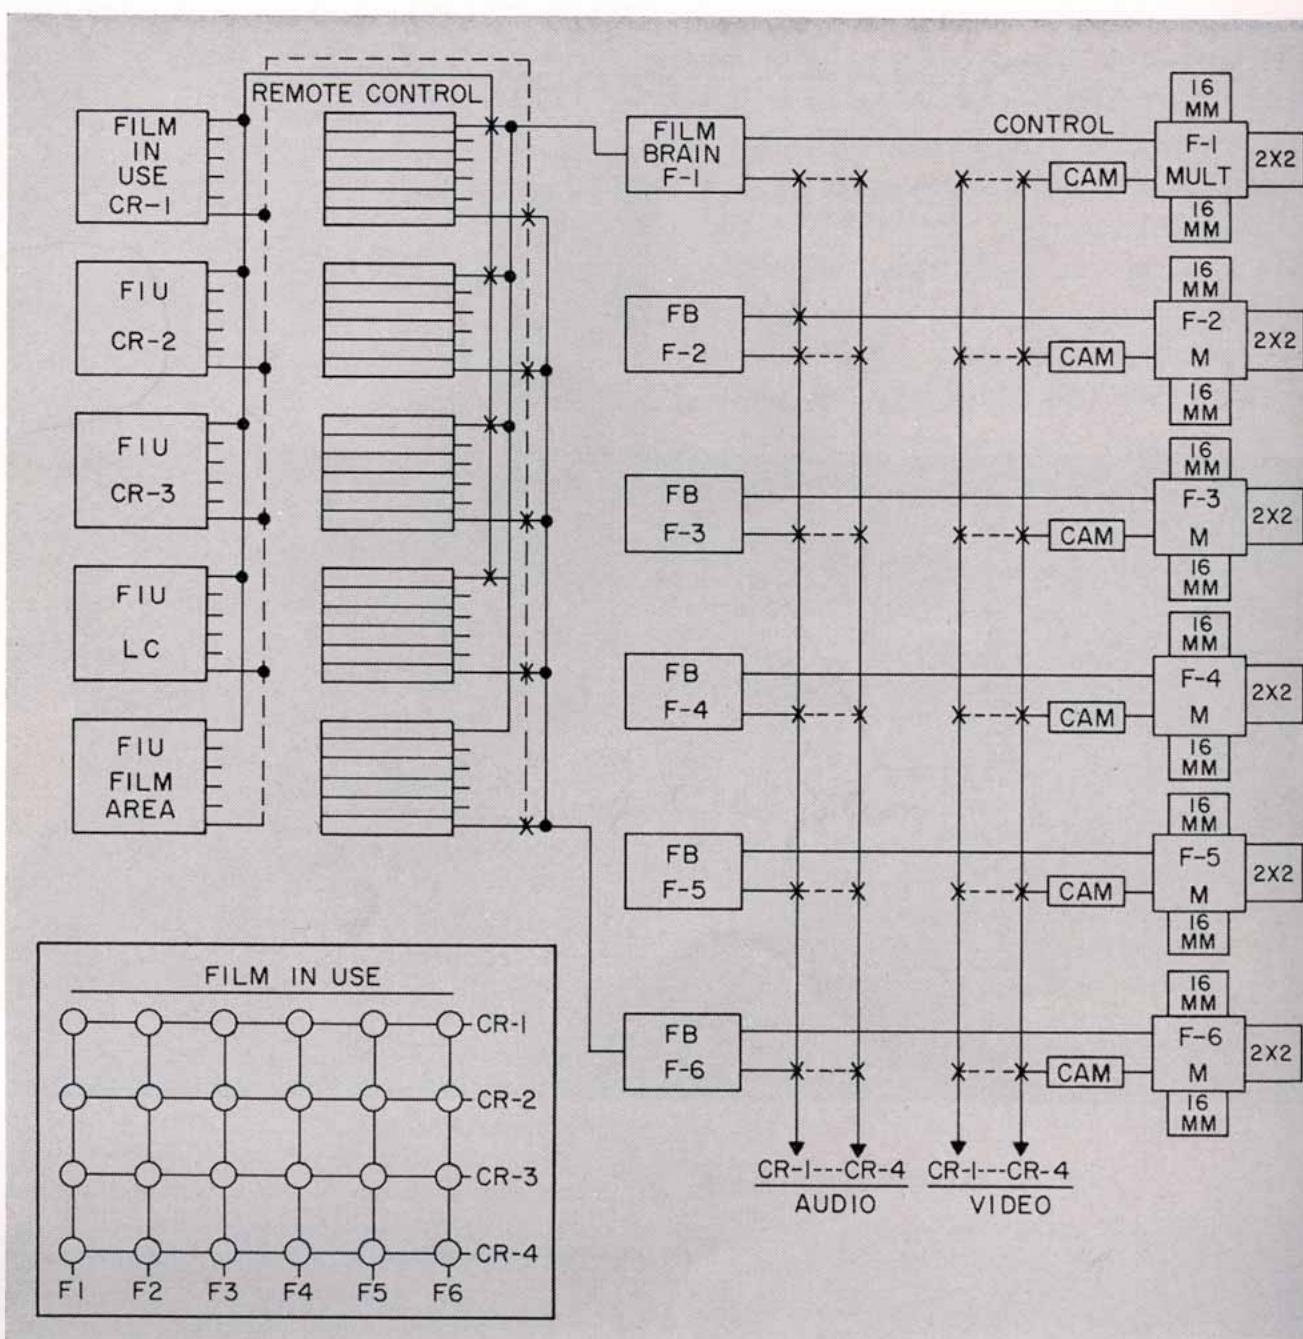 REMOTE CONTROL
FILM
IN
USE
CR-1
FIU
CR-2
FIU
CR-3
FIU
LC
FIU
FILM
AREA
FILM
BRAIN
F-1
CONTROL
CAM
16
MM
F-1
MULT
2X2
16
MM
FB
F-2
CAM
16
MM
F-2
M
2X2
16
MM
FB
F-3
CAM
16
MM
F-3
M
2X2
16
MM
FB
F-4
CAM
16
MM
F-4
M
2X2
16
MM
FB
F-5
CAM
16
MM
F-5
M
2X2
16
MM
FB
F-6
CAM
16
MM
F-6
M
2X2
16
MM
CR-1---CR-4
AUDIO
CR-1---CR-4
VIDEO
FILM IN USE
CR-1
CR-2
CR-3
CR-4
F1 F2 F3 F4 F5 F6